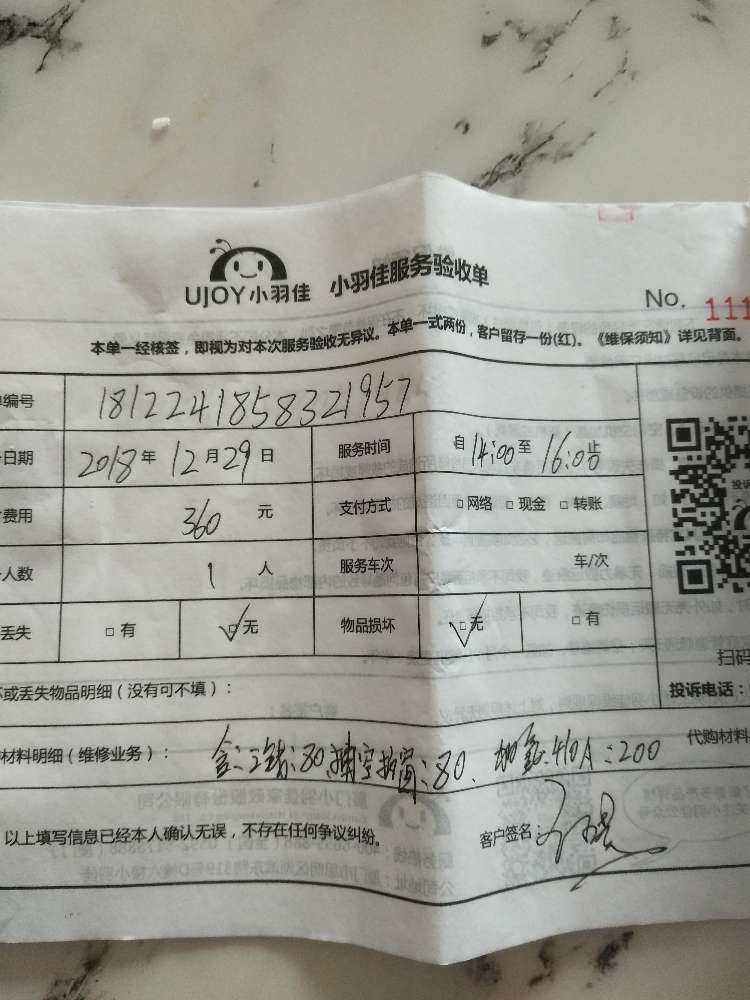 UJOY小羽佳 小羽佳服务验收单
No. 111
本单一经核签，即视为对本次服务验收无异议。本单一式两份，客户留存一份(红)。《维保须知》详见背面。
编号 1812241858321957
日期 2018年12月29日 服务时间 自14:00至16:00止
费用 360 元 支付方式 □网络 □现金 □转账
人数 1 人 服务车次 车/次
丢失 □有 ☑无 物品损坏 ☑无 □有
扫码
或丢失物品明细（没有可不填）： 投诉电话：
材料明细（维修业务）： :80 :80. 410A:200 代购材料
以上填写信息已经本人确认无误，不存在任何争议纠纷。 客户签名：